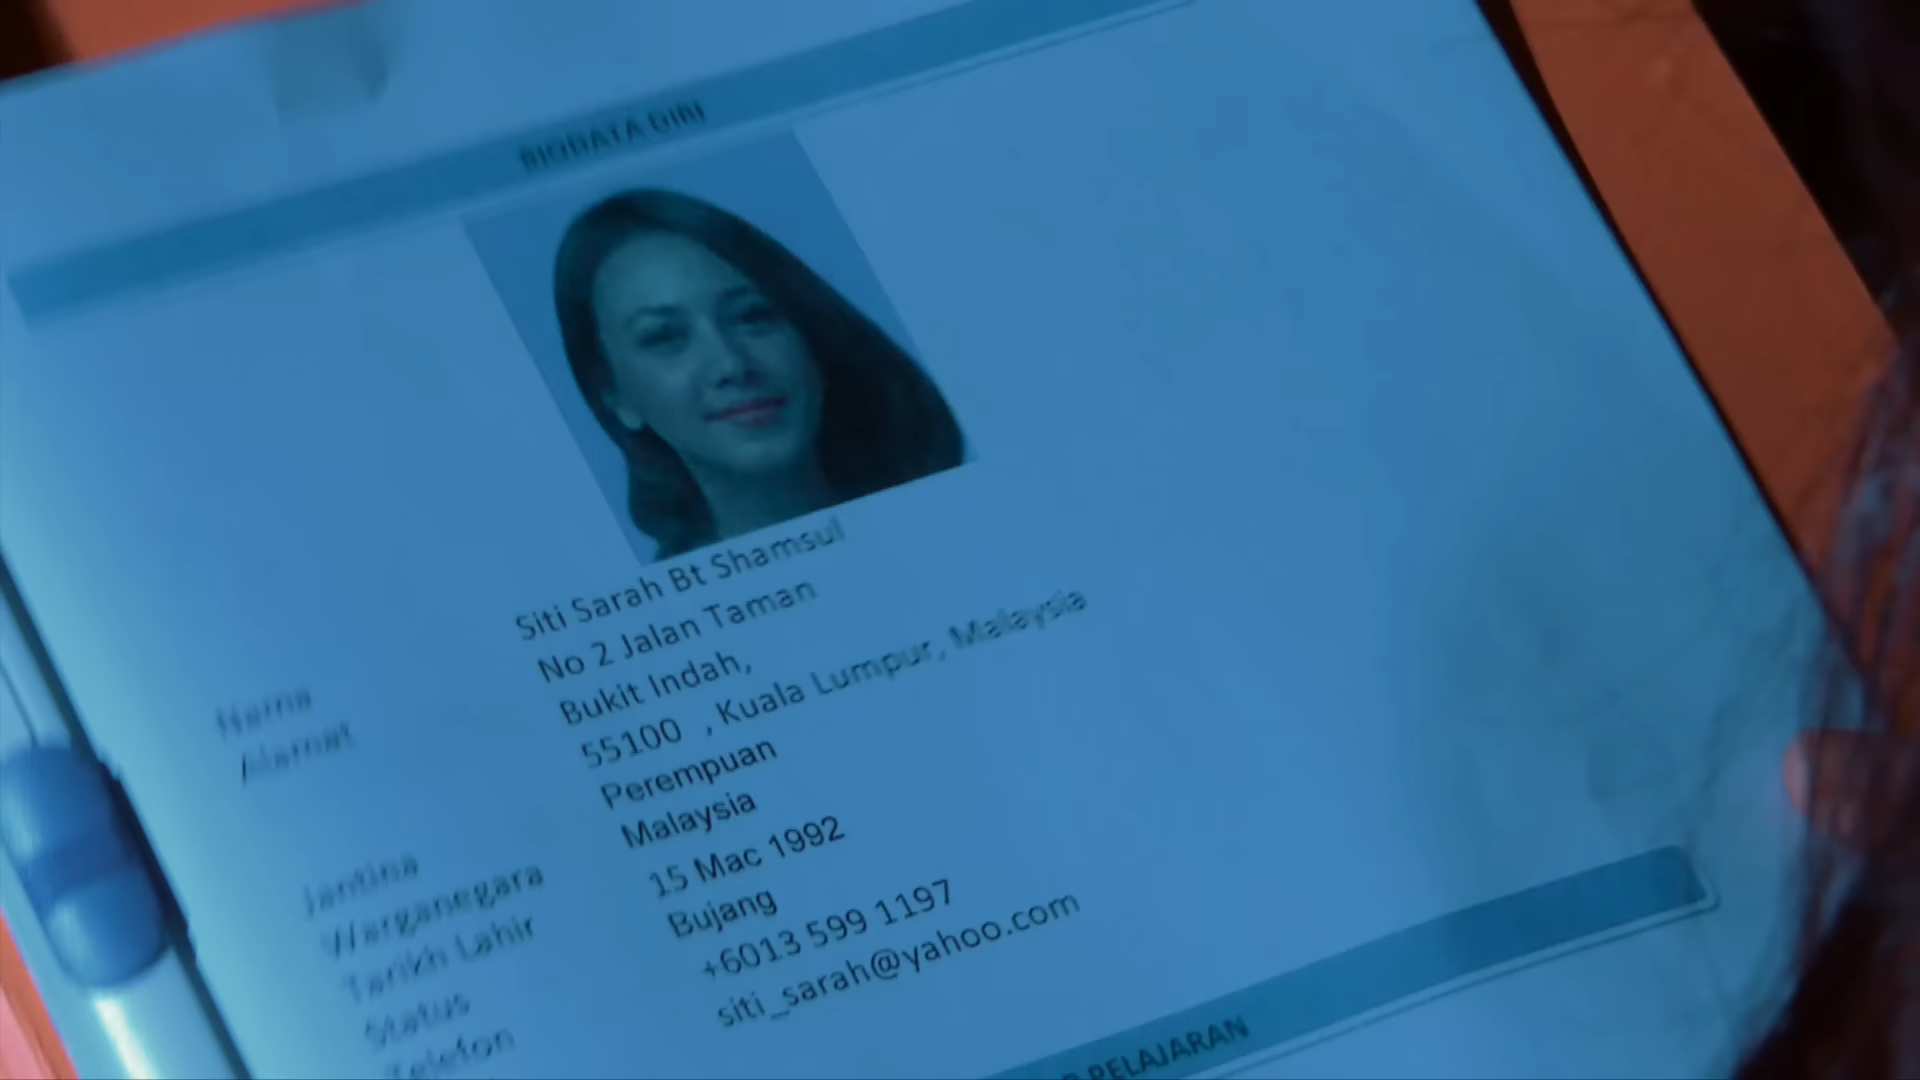 BIODATA DIRI
Siti Sarah Bt Shamsul
Nama
No 2 Jalan Taman
Alamat
Bukit Indah,
55100 , Kuala Lumpur, Malaysia
Jantina Perempuan
Warganegara Malaysia
Tarikh Lahir 15 Mac 1992
Status Bujang
Telefon +6013 599 1197
siti_sarah@yahoo.com
PELAJARAN